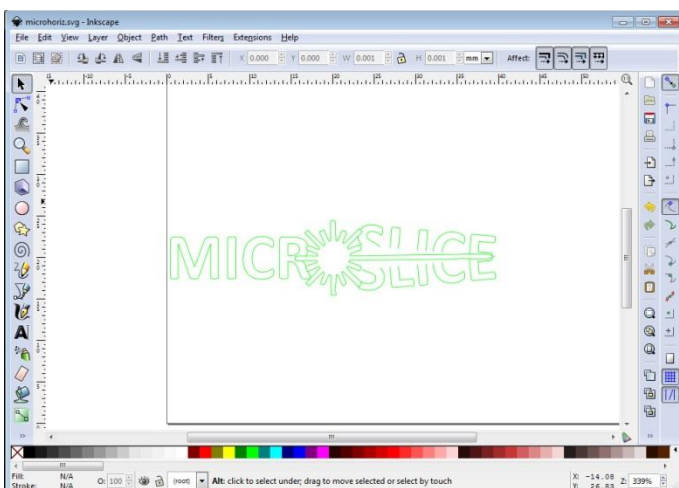 microhoriz.svg - Inkscape
File Edit View Layer Object Path Text Filters Extensions Help
X 0.000 Y 0.000 W 0.001 H 0.001 mm Affect:
MICROSLICE
Fill: N/A
Stroke: N/A
O: 100
(root)
Alt: click to select under; drag to move selected or select by touch
X: -14.08
Y: 26.83
Z: 339%